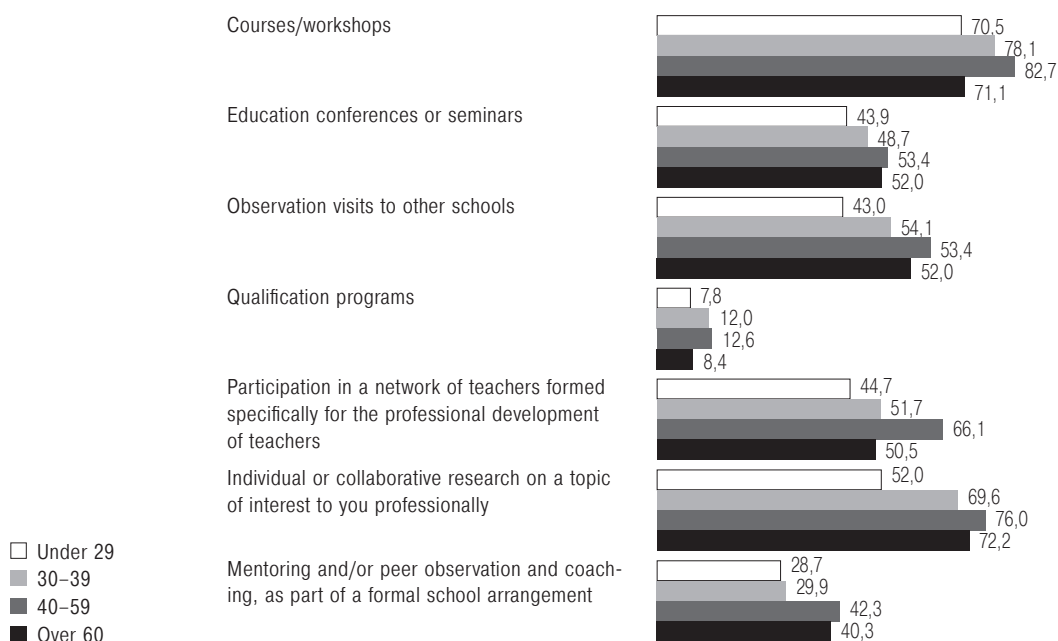 Courses/workshops
70,5
78,1
82,7
71,1
Education conferences or seminars
43,9
48,7
53,4
52,0
Observation visits to other schools
43,0
54,1
53,4
52,0
Qualification programs
7,8
12,0
12,6
8,4
Participation in a network of teachers formed
specifically for the professional development
of teachers
44,7
51,7
66,1
50,5
Individual or collaborative research on a topic
of interest to you professionally
52,0
69,6
76,0
72,2
Mentoring and/or peer observation and coach-
ing, as part of a formal school arrangement
28,7
29,9
42,3
40,3
Under 29
30–39
40–59
Over 60